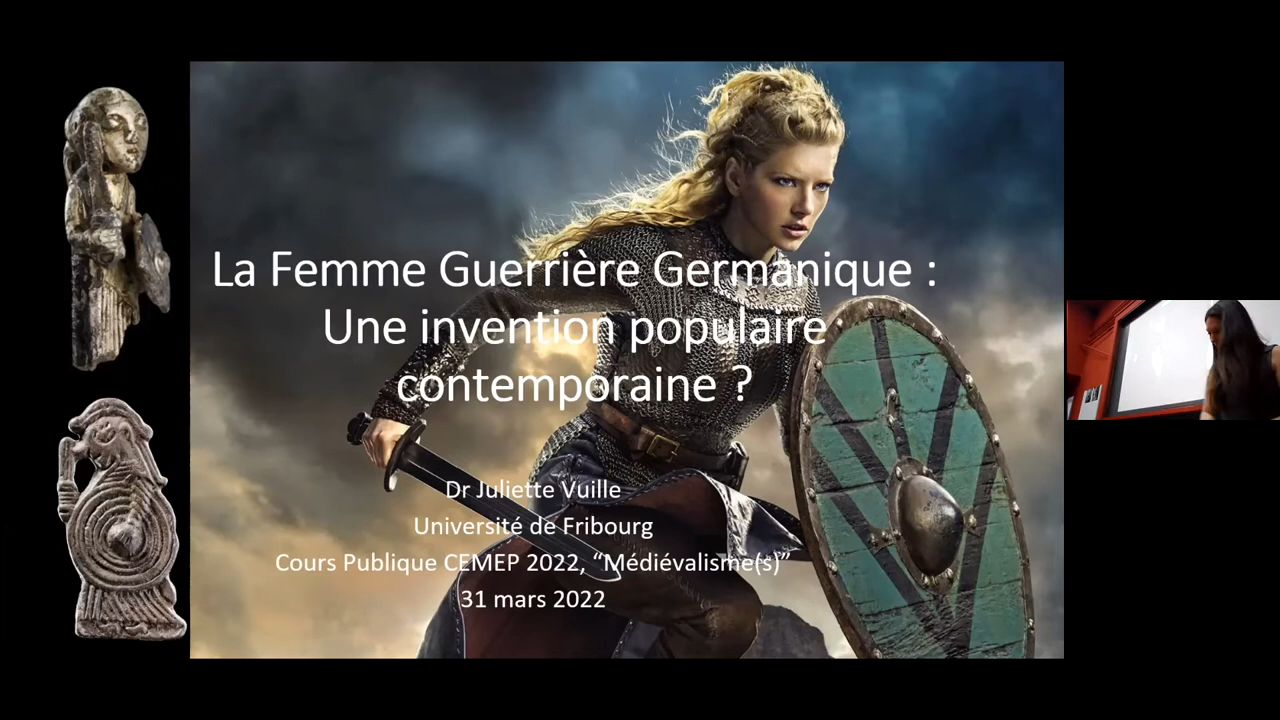 La Femme Guerrière Germanique :
Une invention populaire
contemporaine ?
Dr Juliette Vuille
Université de Fribourg
Cours Publique CEMEP 2022, “Médiévalisme(s)”
31 mars 2022